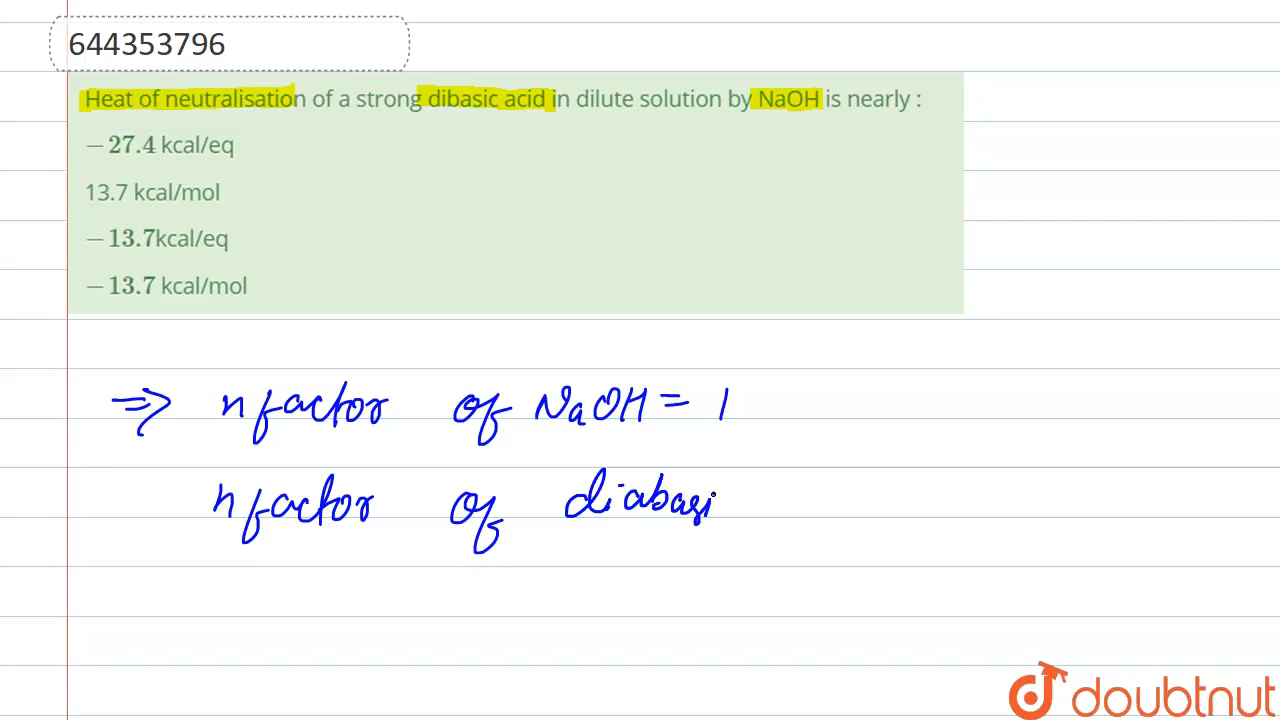 644353796
Heat of neutralisation of a strong dibasic acid in dilute solution by NaOH is nearly :
−27.4 kcal/eq
13.7 kcal/mol
−13.7kcal/eq
−13.7 kcal/mol
⇒ n factor of NaOH = 1
n factor of diabasi
doubtnut